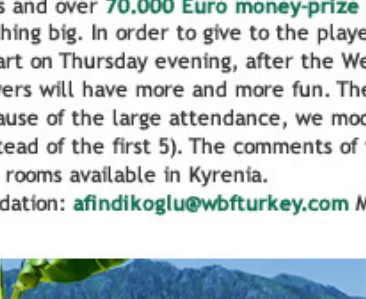 and over 70.000 Euro money-prize
thing big. In order to give to the playe
art on Thursday evening, after the We
ers will have more and more fun. The
ause of the large attendance, we mod
tead of the first 5). The comments of
rooms available in Kyrenia.
dation: afindikoglu@wbfturkey.com M